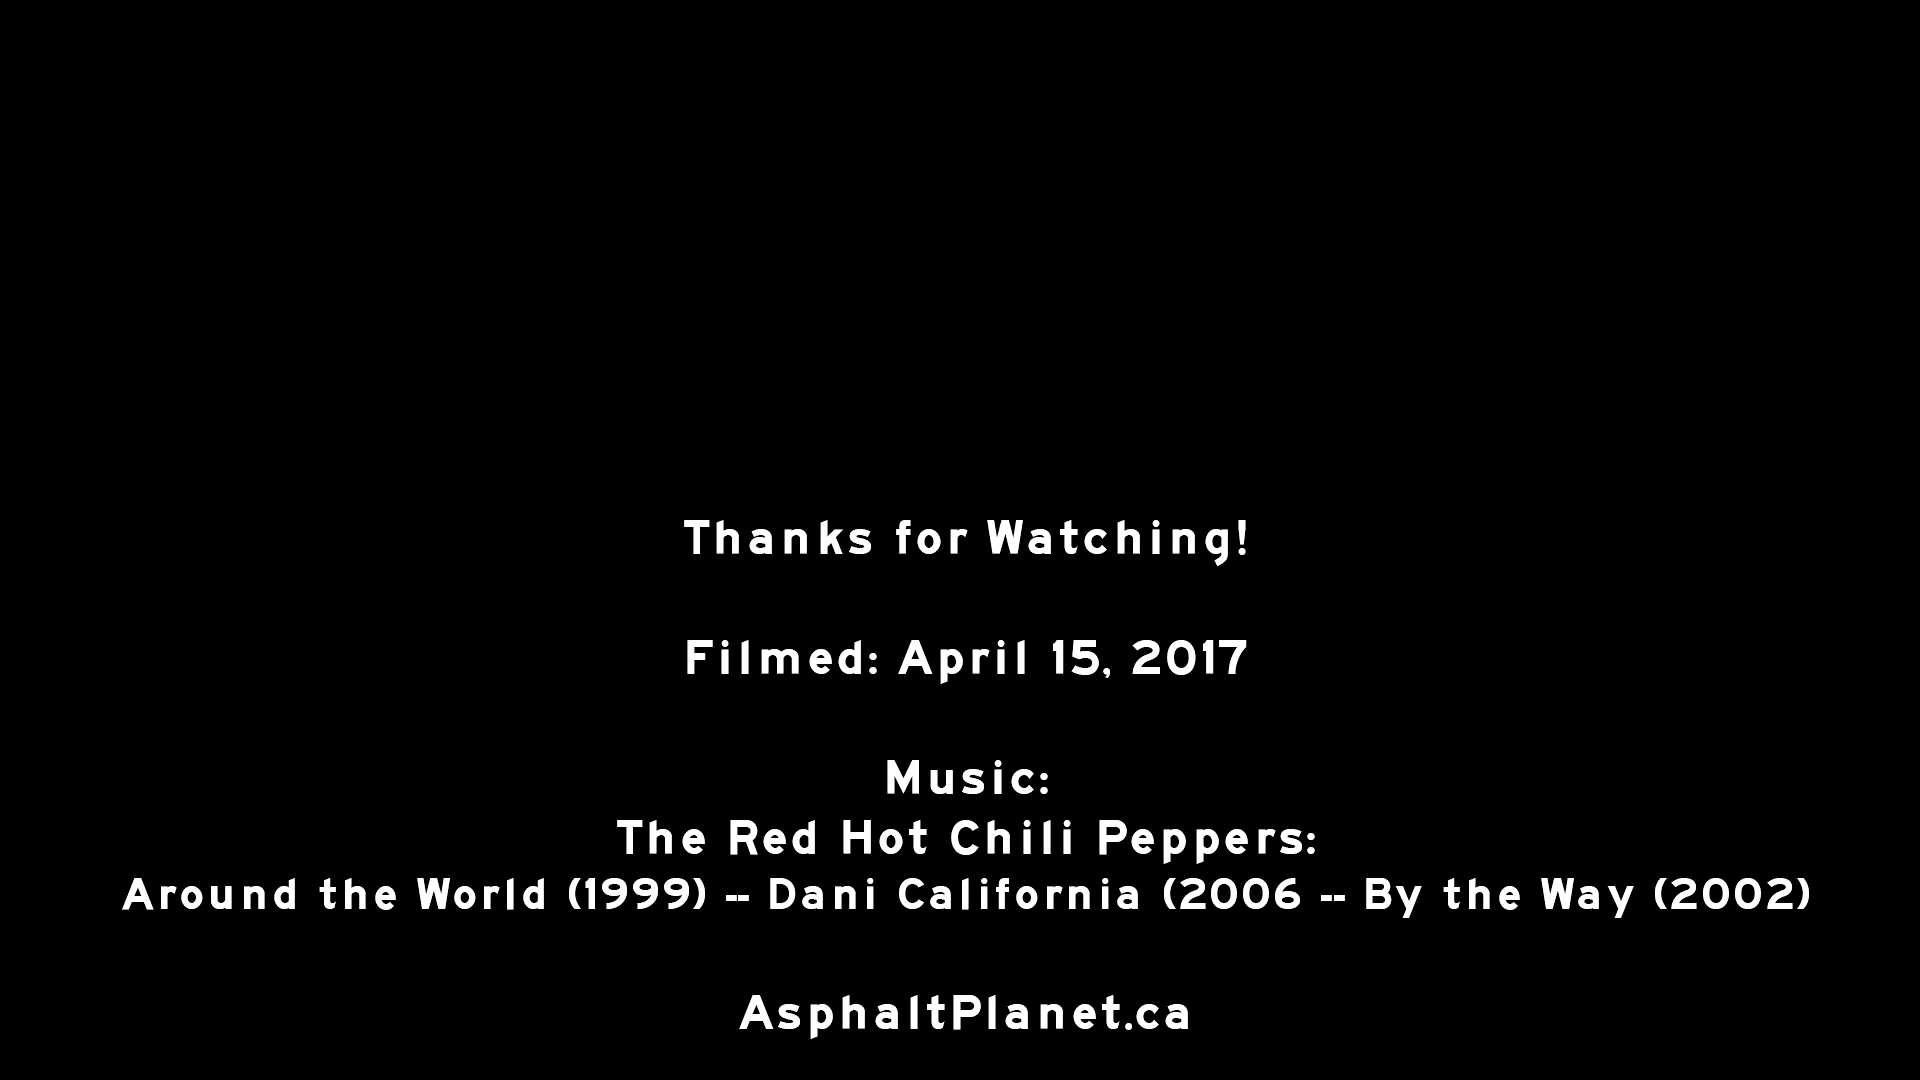 Thanks for Watching!
Filmed: April 15, 2017
Music:
The Red Hot Chili Peppers:
Around the World (1999) -- Dani California (2006 -- By the Way (2002)
AsphaltPlanet.ca